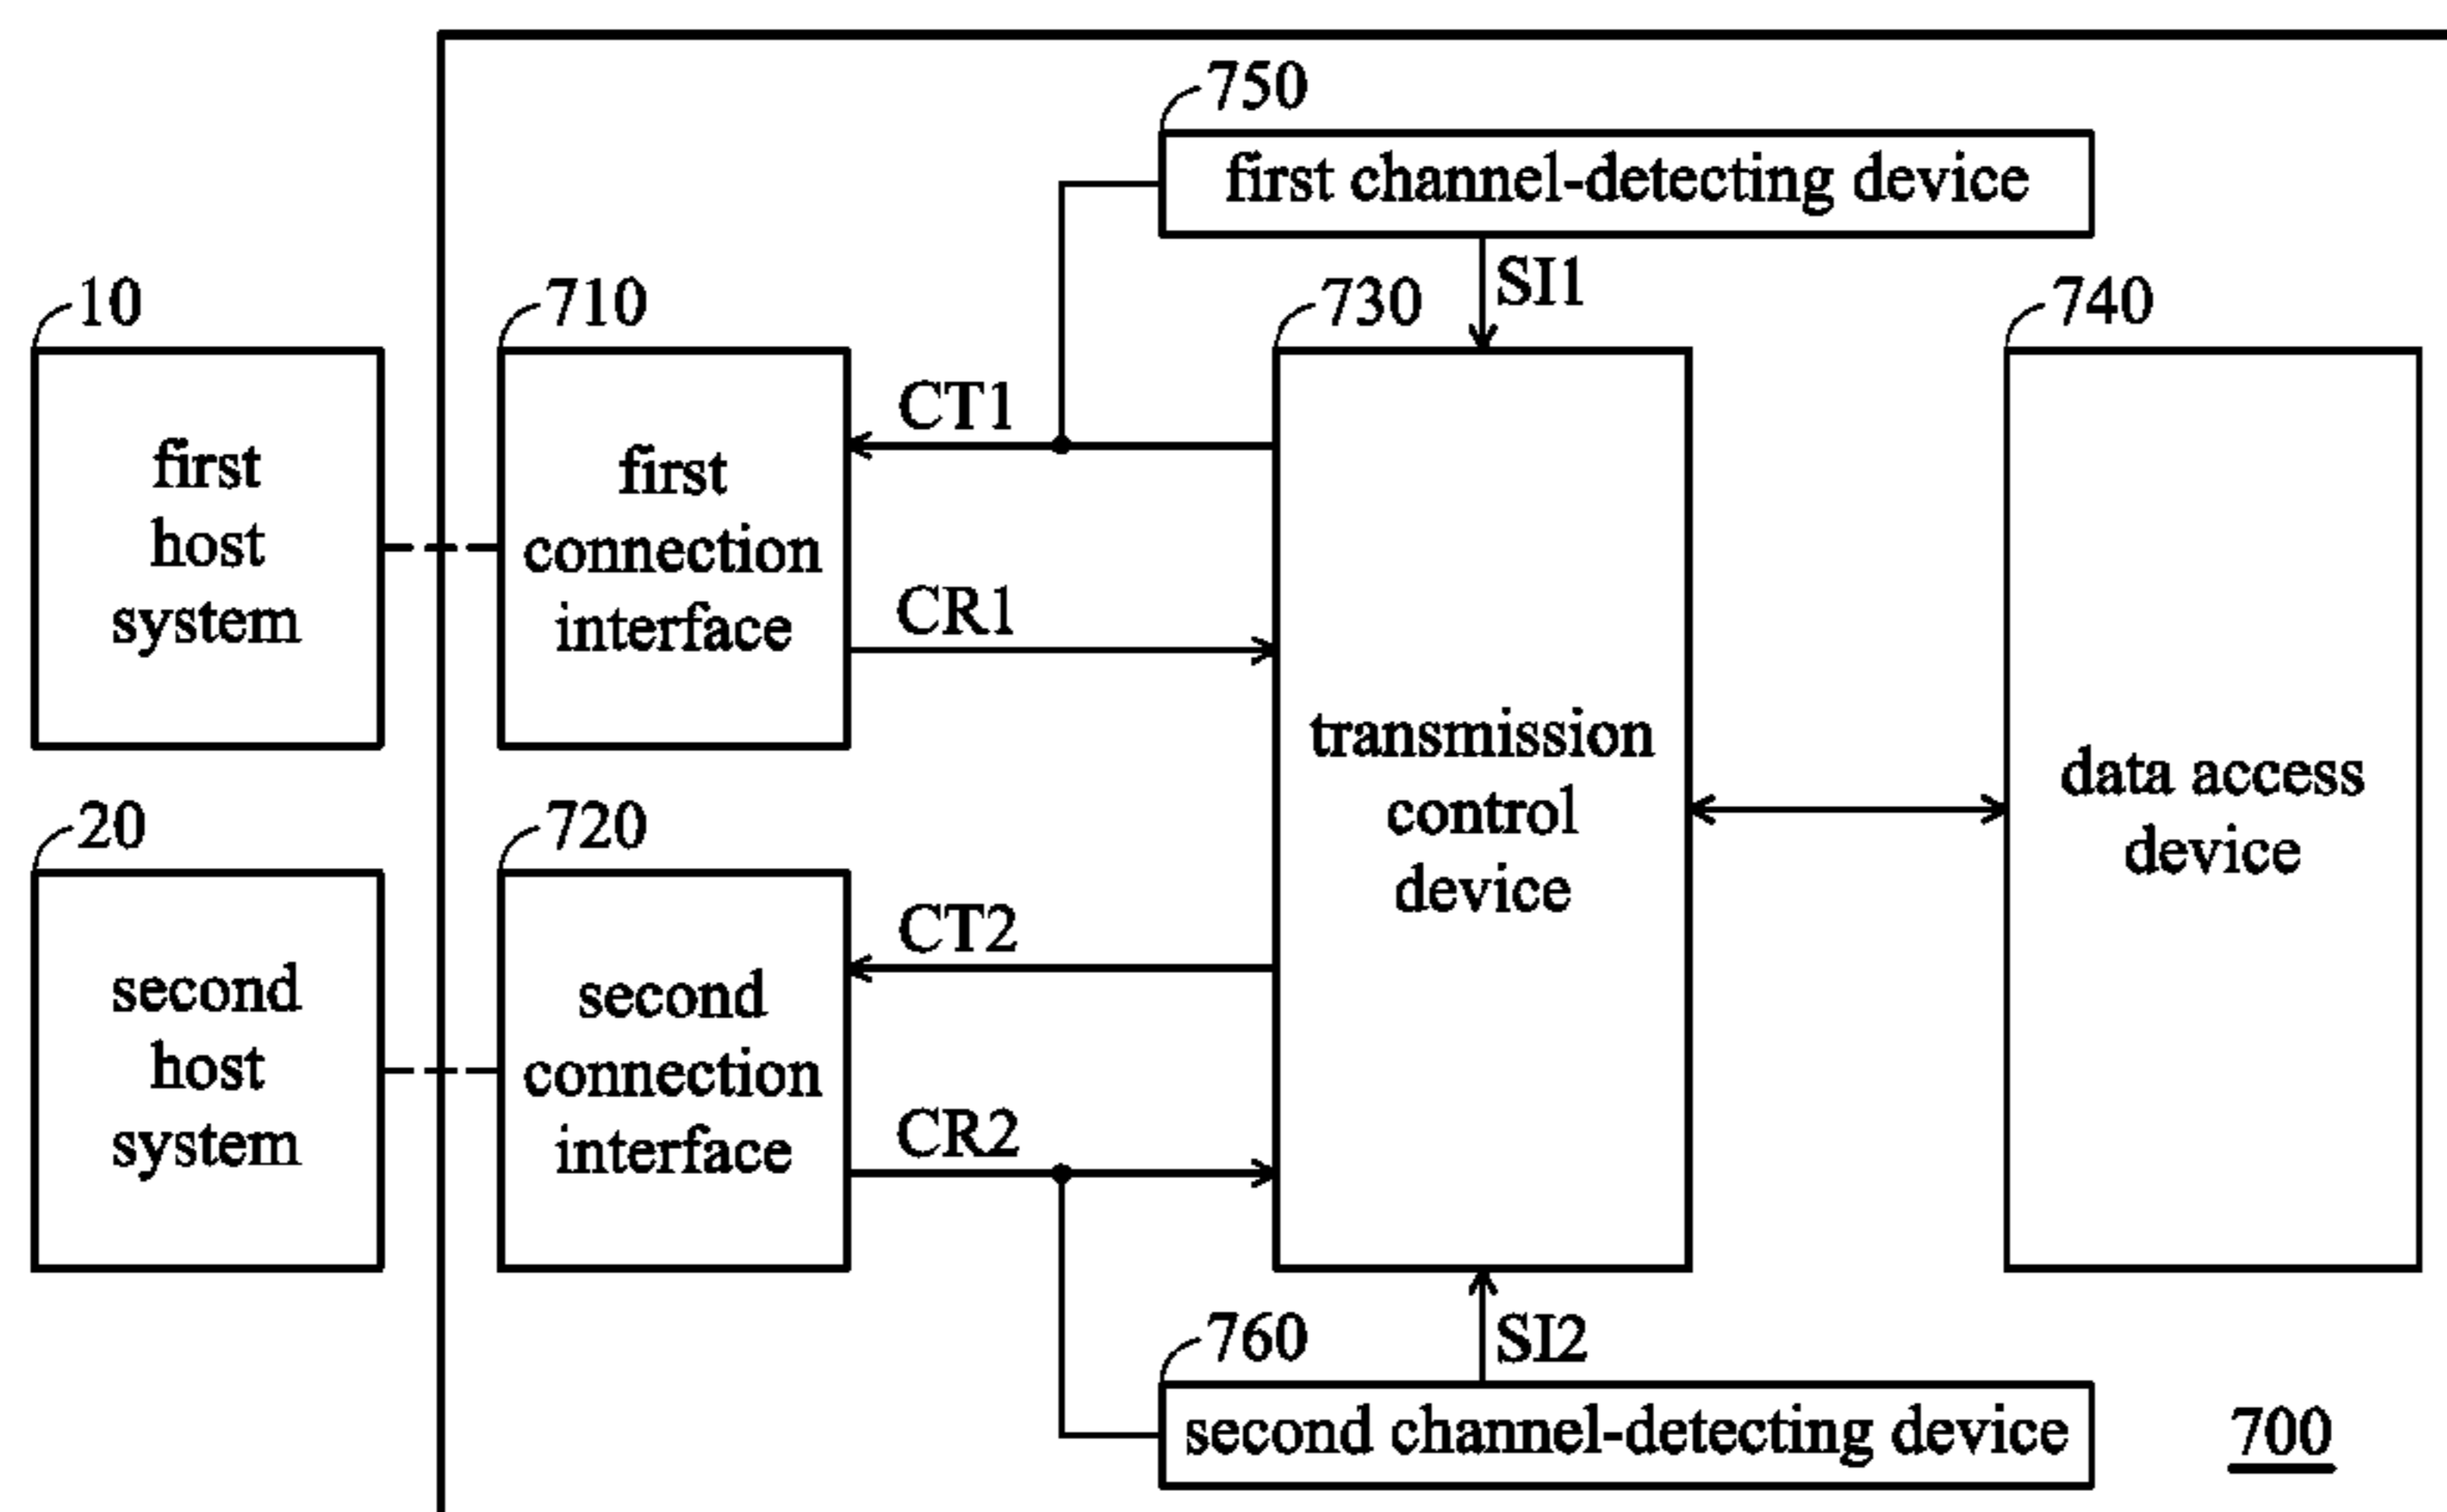 750
first channel-detecting device
SI1
10
710
730
740
first
host
system
first
connection
interface
CT1
CR1
transmission
control
device
data access
device
20
720
second
host
system
second
connection
interface
CT2
CR2
760
SI2
second channel-detecting device
700